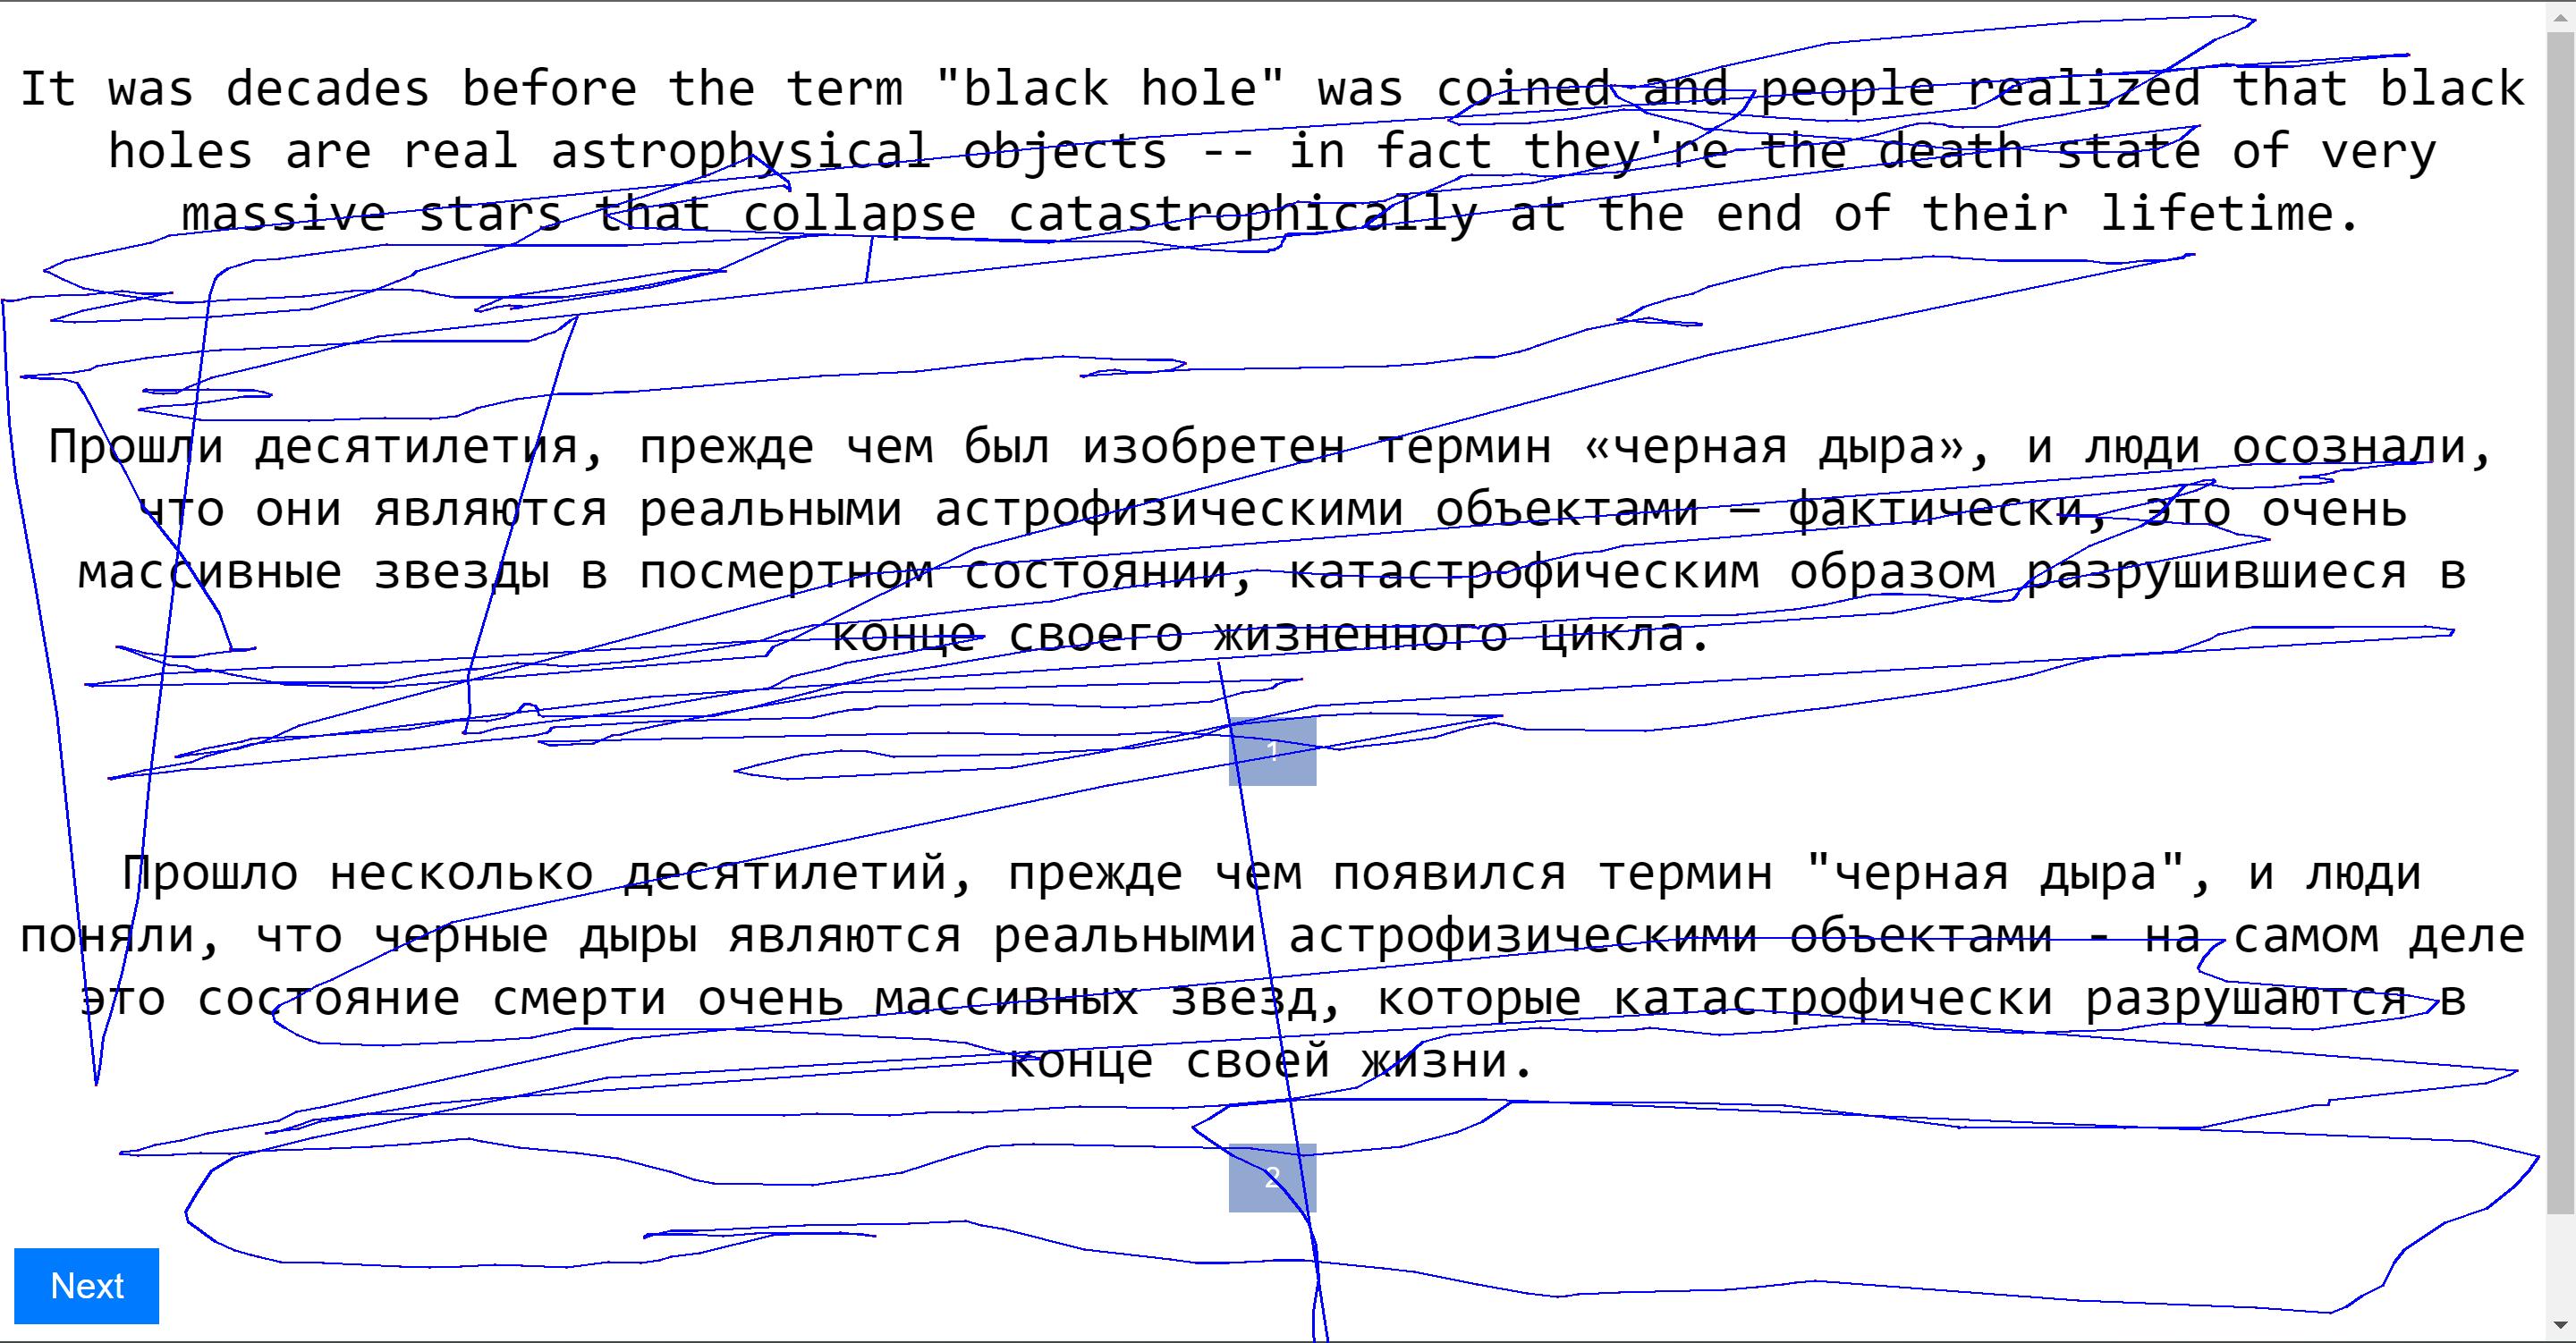 It was decades before the term "black hole" was coined and people realized that black
holes are real astrophysical objects -- in fact they're the death state of very
massive stars that collapse catastrophically at the end of their lifetime.
Прошли десятилетия, прежде чем был изобретен термин «черная дыра», и люди осознали,
что они являются реальными астрофизическими объектами — фактически, это очень
массивные звезды в посмертном состоянии, катастрофическим образом разрушившиеся в
конце своего жизненного цикла.
1
Прошло несколько десятилетий, прежде чем появился термин "черная дыра", и люди
поняли, что черные дыры являются реальными астрофизическими объектами - на самом деле
это состояние смерти очень массивных звезд, которые катастрофически разрушаются в
конце своей жизни.
2
Next